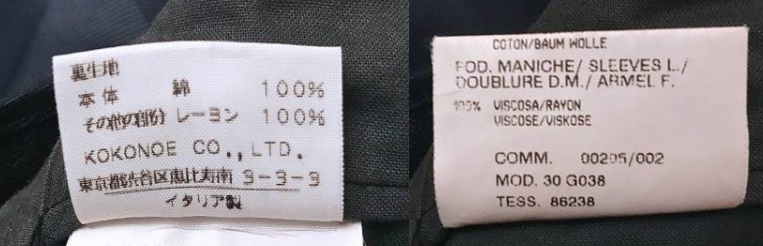 裏生地
本体 綿 100%
その他の部分 レーヨン 100%
KOKONOE CO., LTD.
東京都渋谷区恵比寿南 3-3-3
イタリア製
COTON/BAUM WOLLE
FOD. MANICHE/ SLEEVES L./
DOUBLURE D.M./ ARMEL F.
100% VISCOSA/RAYON
VISCOSE/VISKOSE
COMM. 00295/002
MOD. 30 G038
TESS. 86238